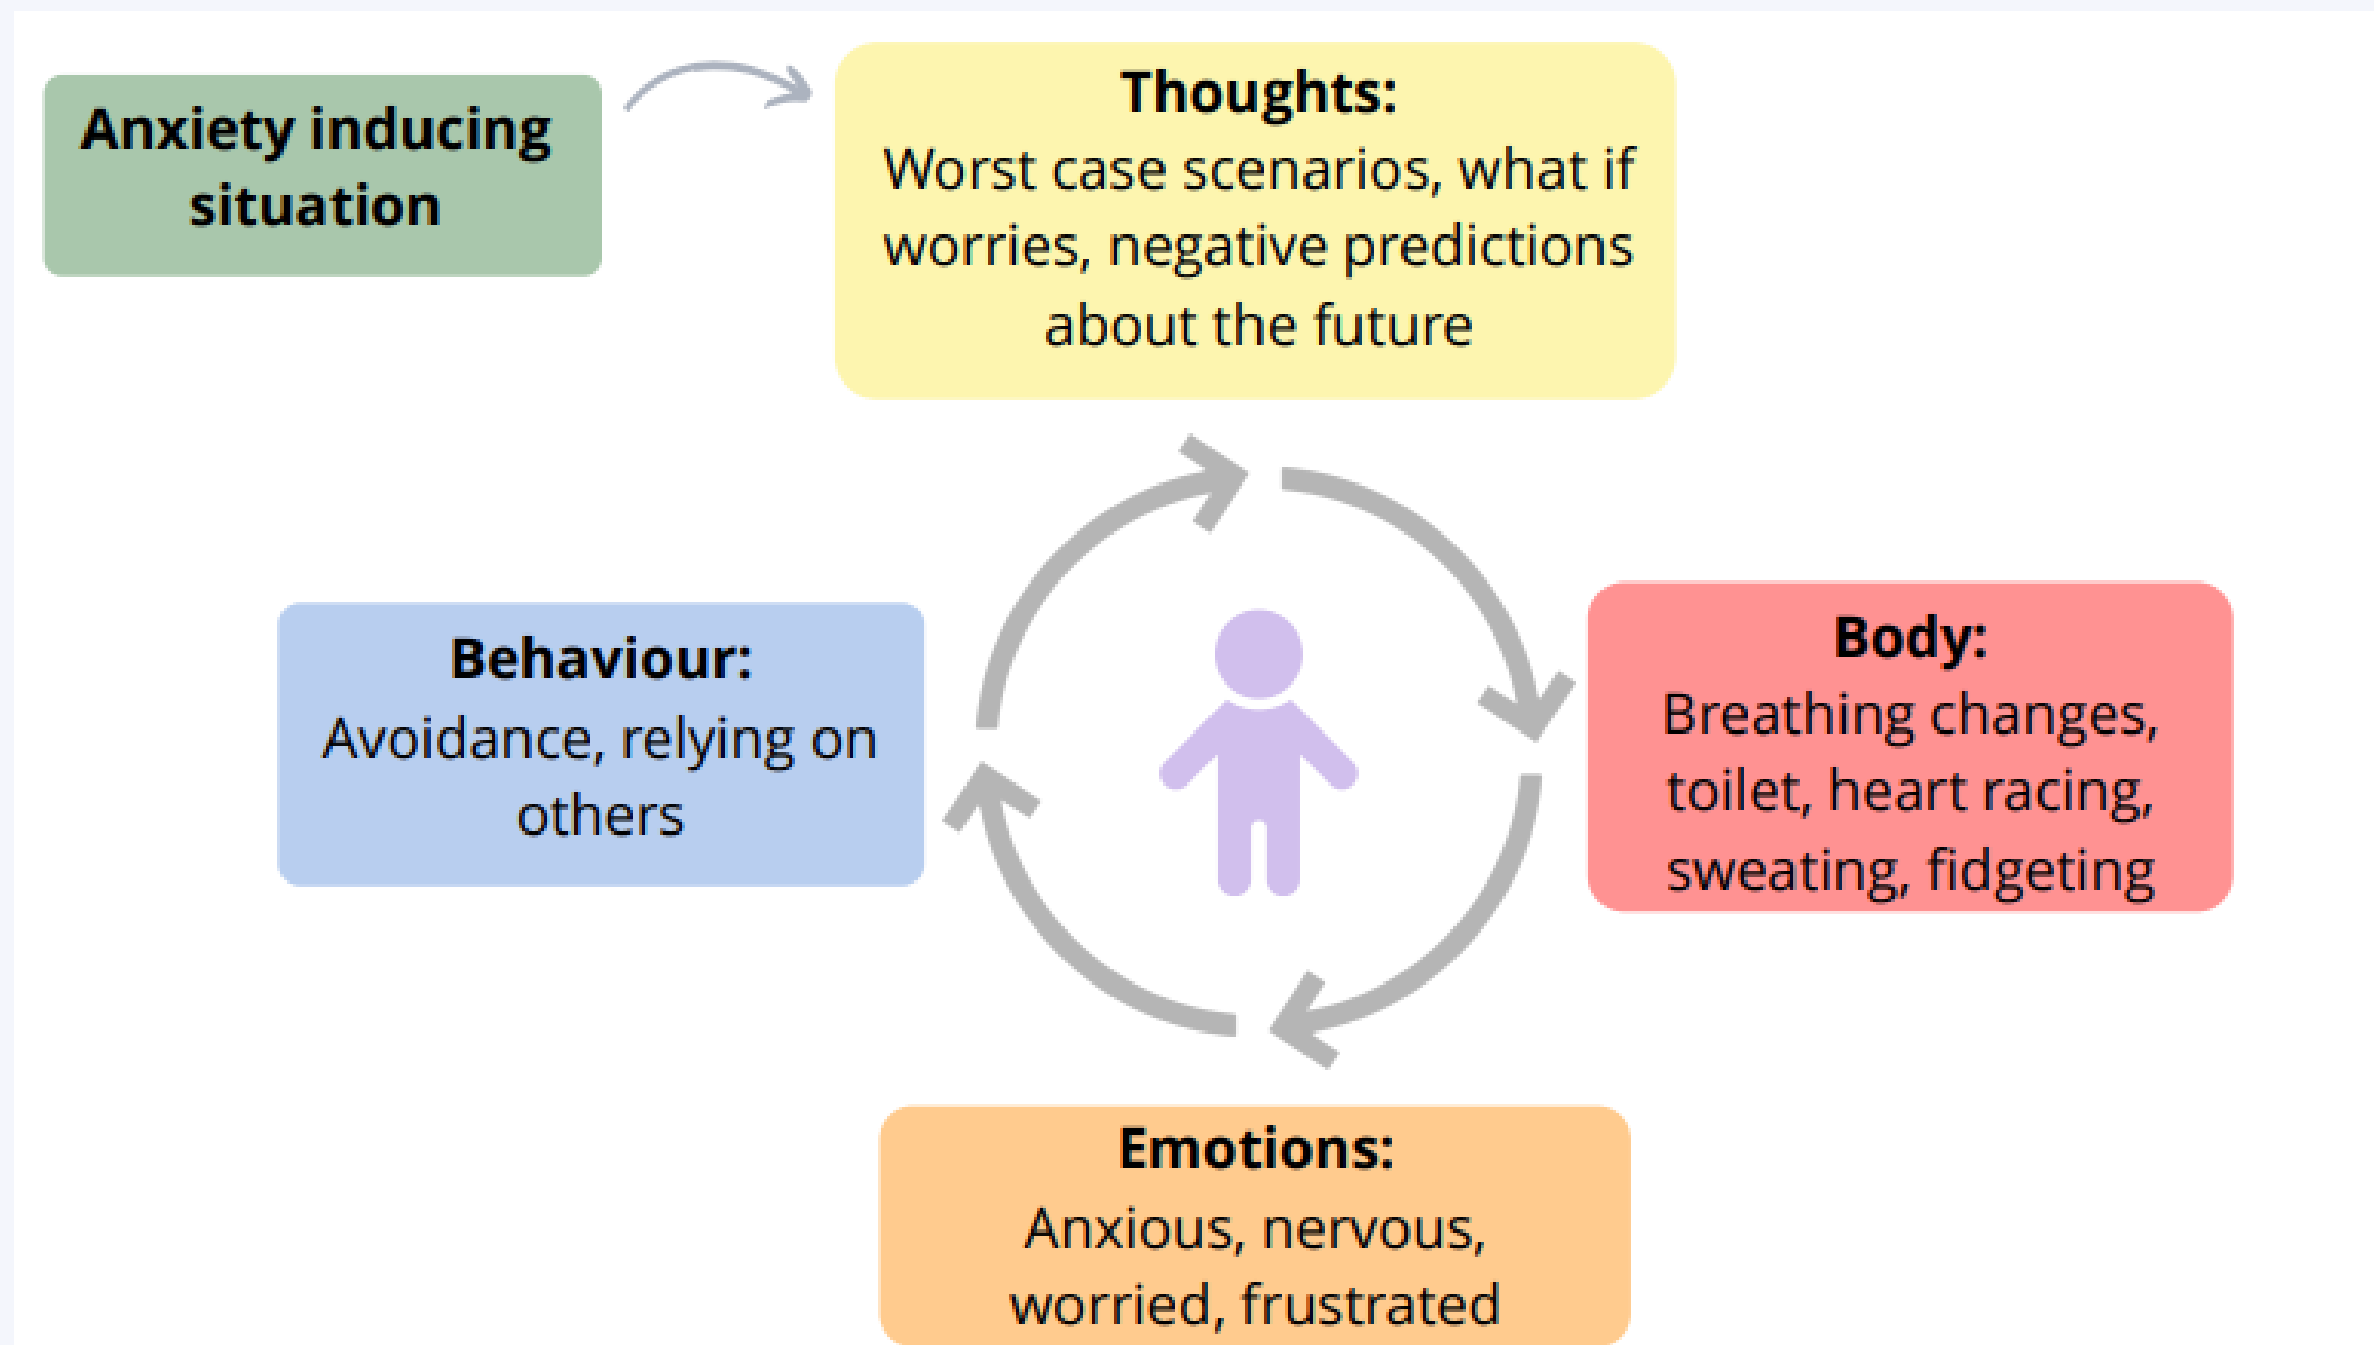 Anxiety inducing
situation
Thoughts:
Worst case scenarios, what if
worries, negative predictions
about the future
Behaviour:
Avoidance, relying on
others
Body:
Breathing changes,
toilet, heart racing,
sweating, fidgeting
Emotions:
Anxious, nervous,
worried, frustrated